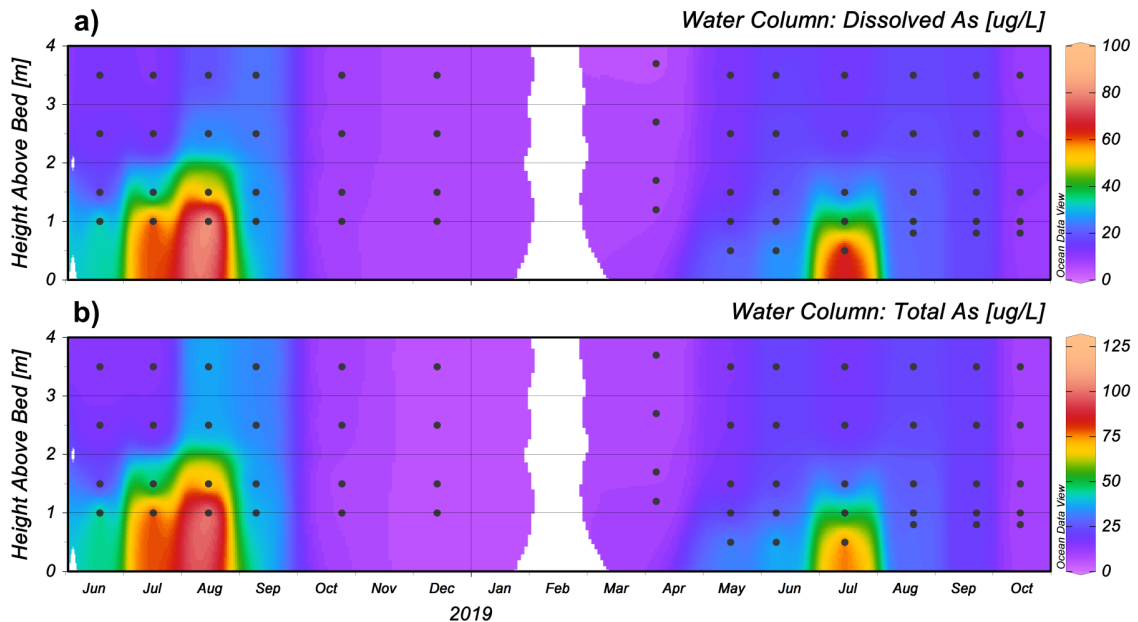 a)
Water Column: Dissolved As [ug/L]
Height Above Bed [m]
4
3
2
1
0
100
80
60
40
20
0
Ocean Data View
b)
Water Column: Total As [ug/L]
Height Above Bed [m]
4
3
2
1
0
125
100
75
50
25
0
Ocean Data View
Jun Jul Aug Sep Oct Nov Dec Jan Feb Mar Apr May Jun Jul Aug Sep Oct
2019